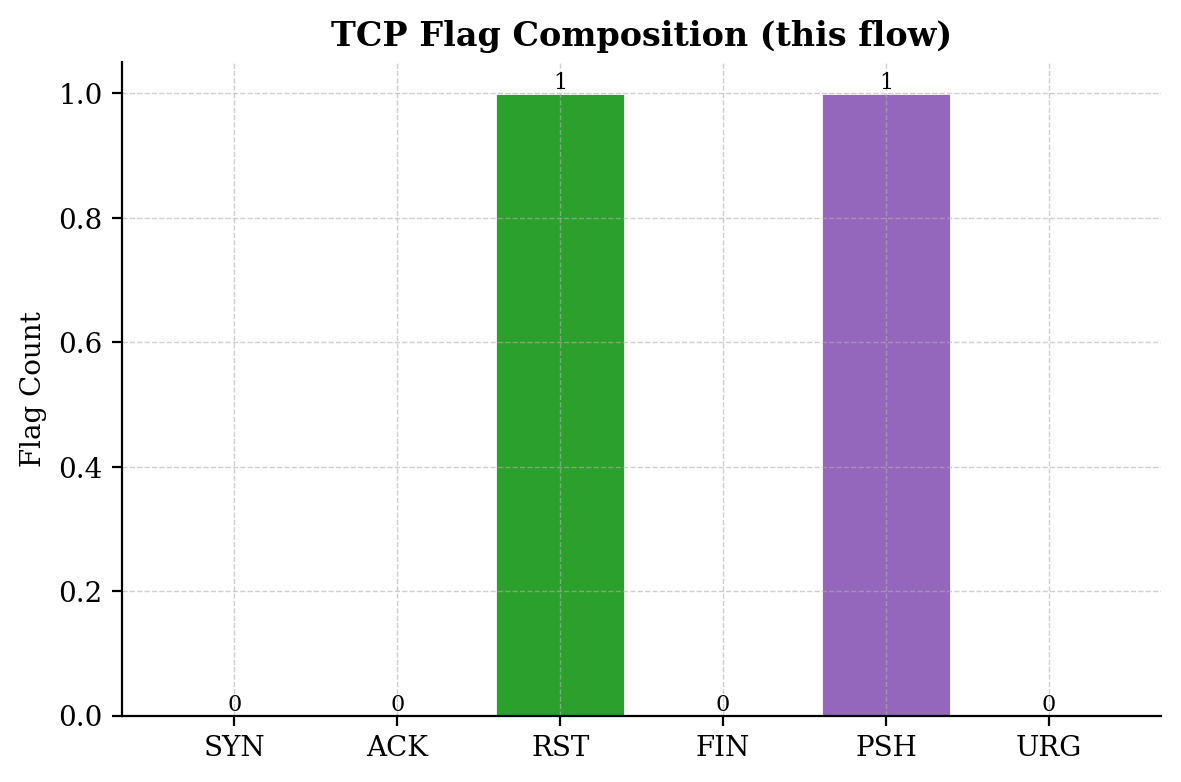 TCP Flag Composition (this flow)
Flag Count
1.0
0.8
0.6
0.4
0.2
0.0
0
0
1
0
1
0
SYN
ACK
RST
FIN
PSH
URG